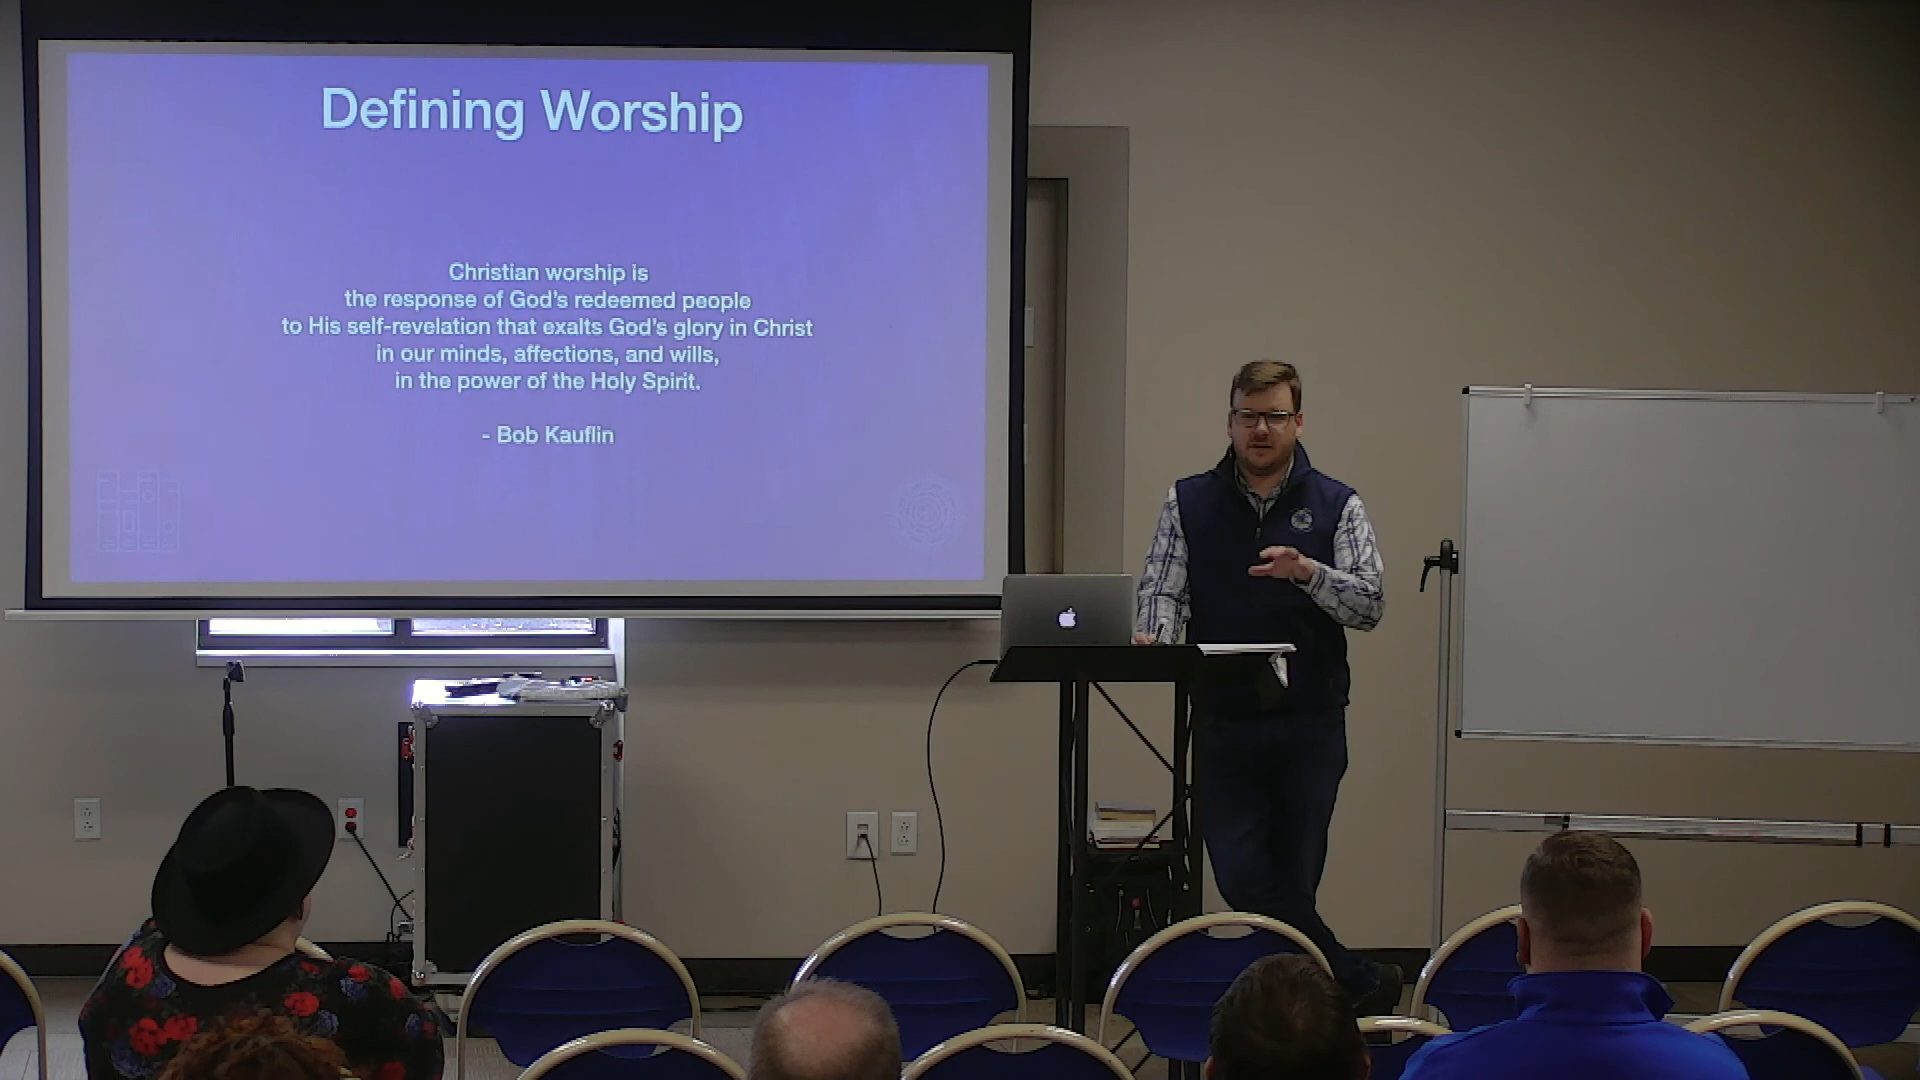 Defining Worship
Christian worship is
the response of God's redeemed people
to His self-revelation that exalts God's glory in Christ
in our minds, affections, and wills,
in the power of the Holy Spirit.
- Bob Kauflin